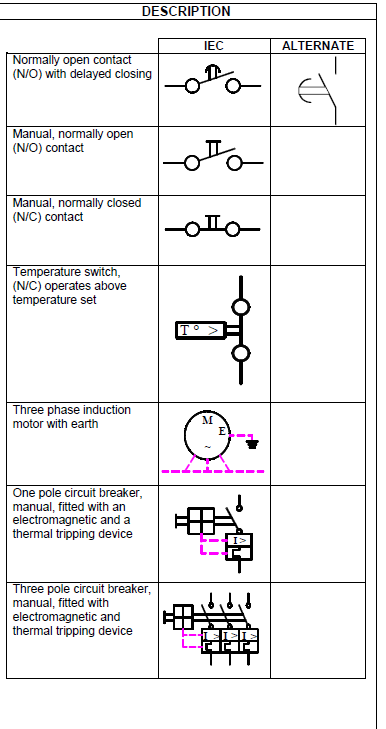 DESCRIPTION
IEC
ALTERNATE
Normally open contact
(N/O) with delayed closing
Manual, normally open
(N/O) contact
Manual, normally closed
(N/C) contact
Temperature switch,
(N/C) operates above
temperature set
T ° >
Three phase induction
motor with earth
M
E
~
One pole circuit breaker,
manual, fitted with an
electromagnetic and a
thermal tripping device
I >
Three pole circuit breaker,
manual, fitted with
electromagnetic and
thermal tripping device
I > I > I >